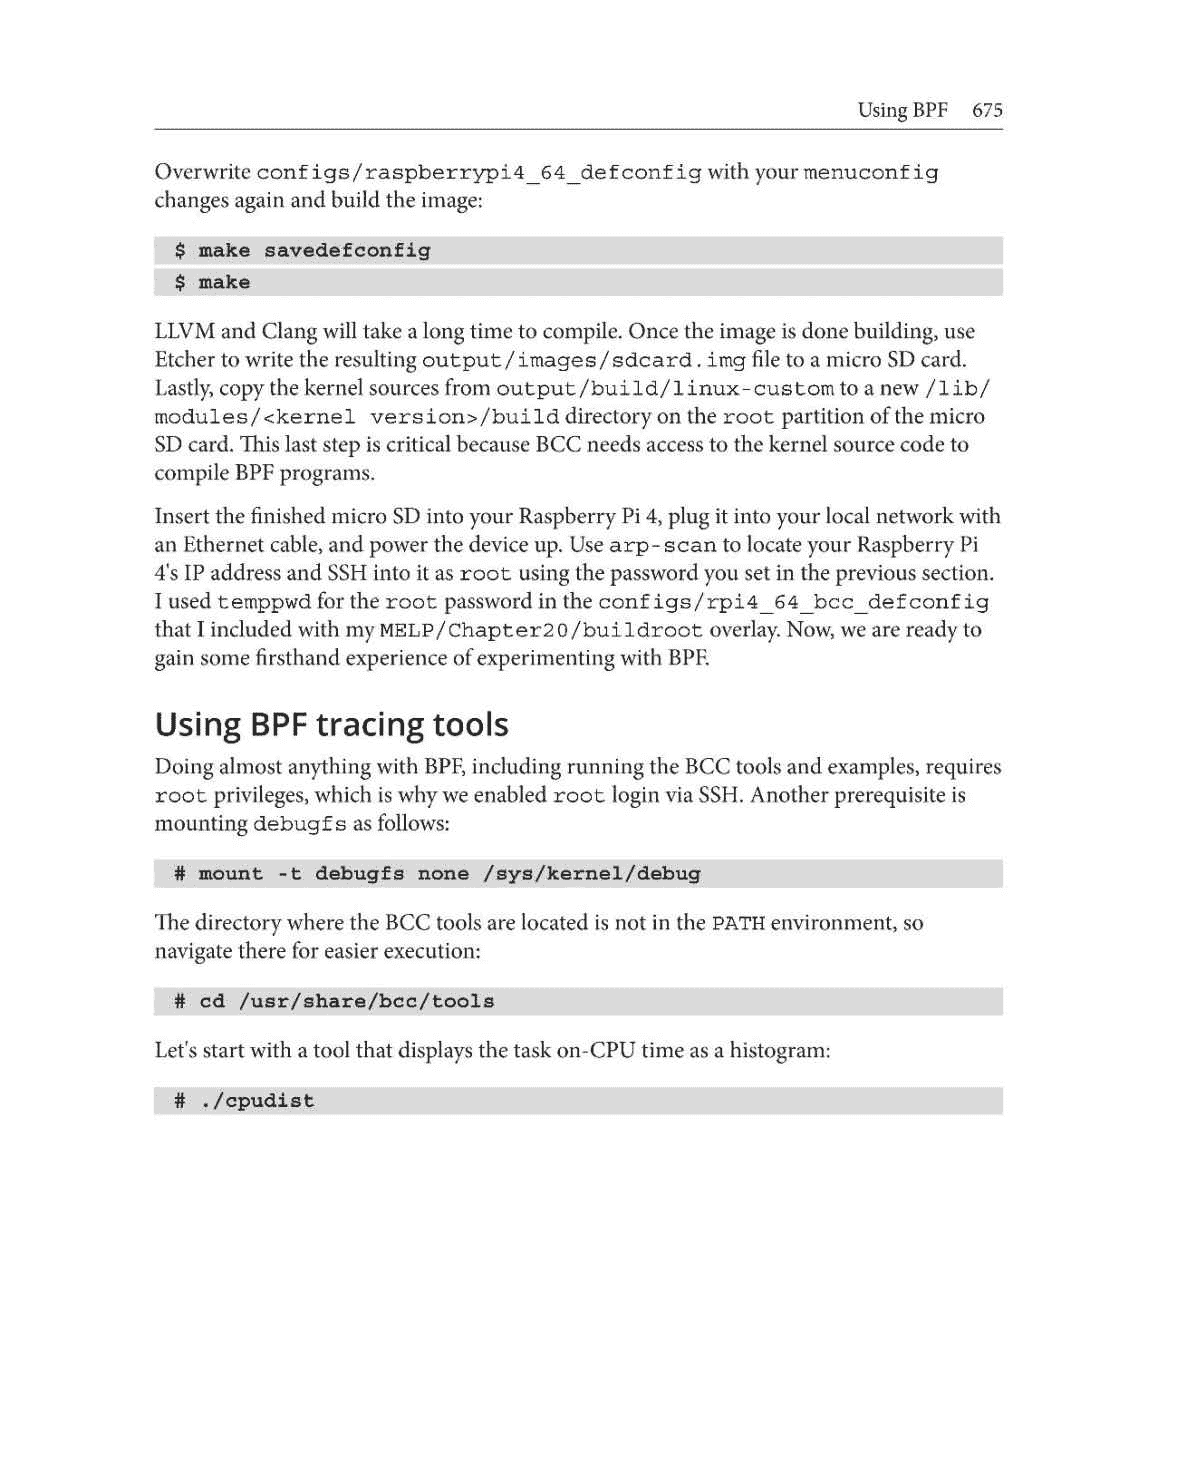 Using BPF 675
Overwrite configs/raspberrypi4_64_defconfig with your menuconfig
changes again and build the image:
$ make savedefconfig
$ make
LLVM and Clang will take a long time to compile. Once the image is done building, use
Etcher to write the resulting output/images/sdcard.img file to a micro SD card.
Lastly, copy the kernel sources from output/build/linux-custom to a new /lib/
modules/<kernel version>/build directory on the root partition of the micro
SD card. This last step is critical because BCC needs access to the kernel source code to
compile BPF programs.
Insert the finished micro SD into your Raspberry Pi 4, plug it into your local network with
an Ethernet cable, and power the device up. Use arp-scan to locate your Raspberry Pi
4's IP address and SSH into it as root using the password you set in the previous section.
I used temppwd for the root password in the configs/rpi4_64_bcc_defconfig
that I included with my MELP/Chapter20/buildroot overlay. Now, we are ready to
gain some firsthand experience of experimenting with BPF.
Using BPF tracing tools
Doing almost anything with BPF, including running the BCC tools and examples, requires
root privileges, which is why we enabled root login via SSH. Another prerequisite is
mounting debugfs as follows:
# mount -t debugfs none /sys/kernel/debug
The directory where the BCC tools are located is not in the PATH environment, so
navigate there for easier execution:
# cd /usr/share/bcc/tools
Let's start with a tool that displays the task on-CPU time as a histogram:
# ./cpudist